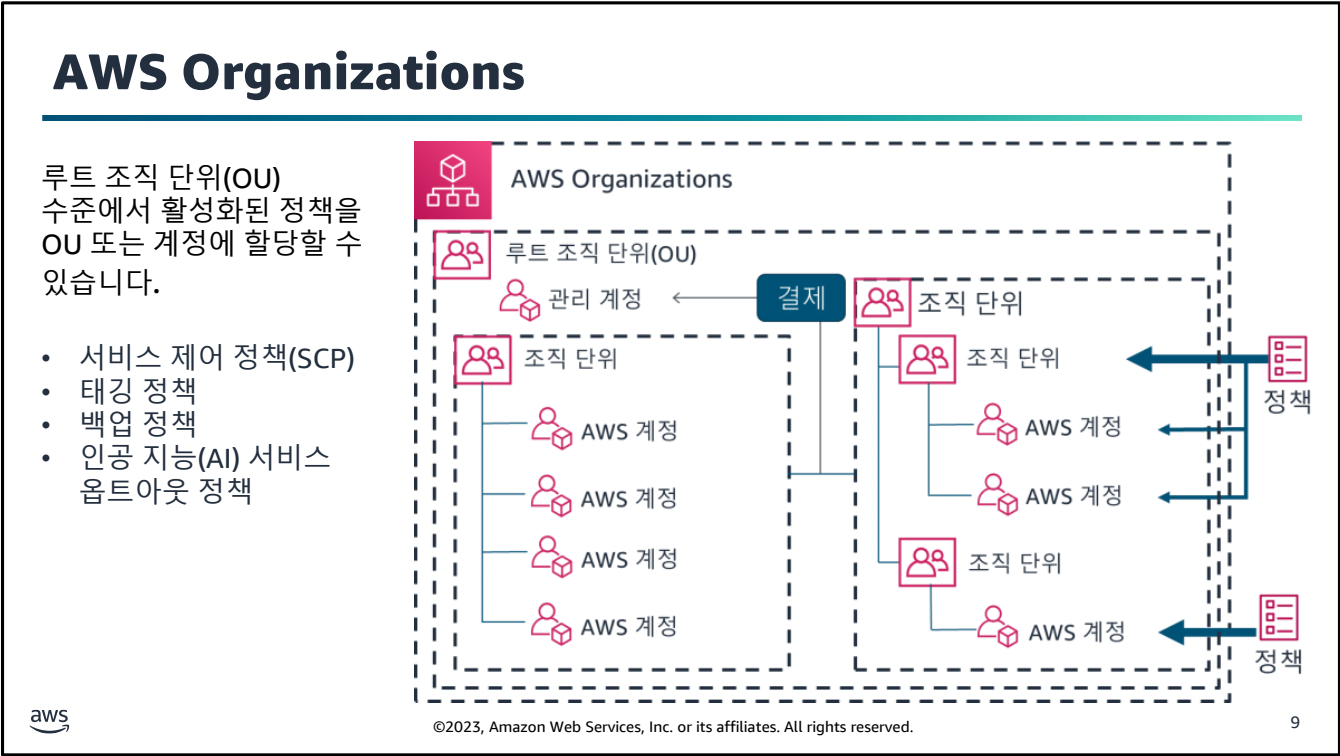 AWS Organizations
루트 조직 단위(OU)
수준에서 활성화된 정책을
OU 또는 계정에 할당할 수
있습니다.
• 서비스 제어 정책(SCP)
• 태깅 정책
• 백업 정책
• 인공 지능(AI) 서비스
옵트아웃 정책
AWS Organizations
루트 조직 단위(OU)
관리 계정
결제
조직 단위
AWS 계정
AWS 계정
AWS 계정
AWS 계정
조직 단위
조직 단위
AWS 계정
AWS 계정
조직 단위
AWS 계정
정책
정책
aws
©2023, Amazon Web Services, Inc. or its affiliates. All rights reserved.
9